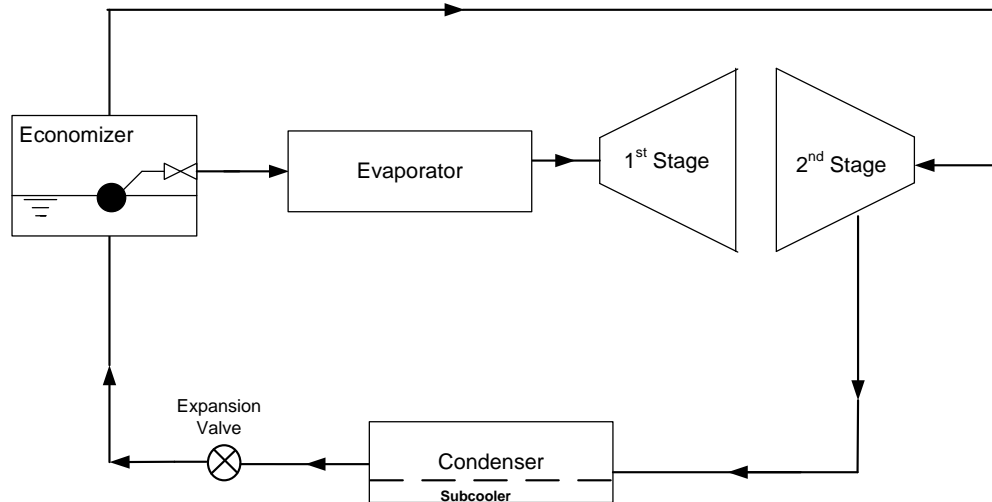 Economizer
Evaporator
1st Stage
2nd Stage
Expansion
Valve
Condenser
Subcooler